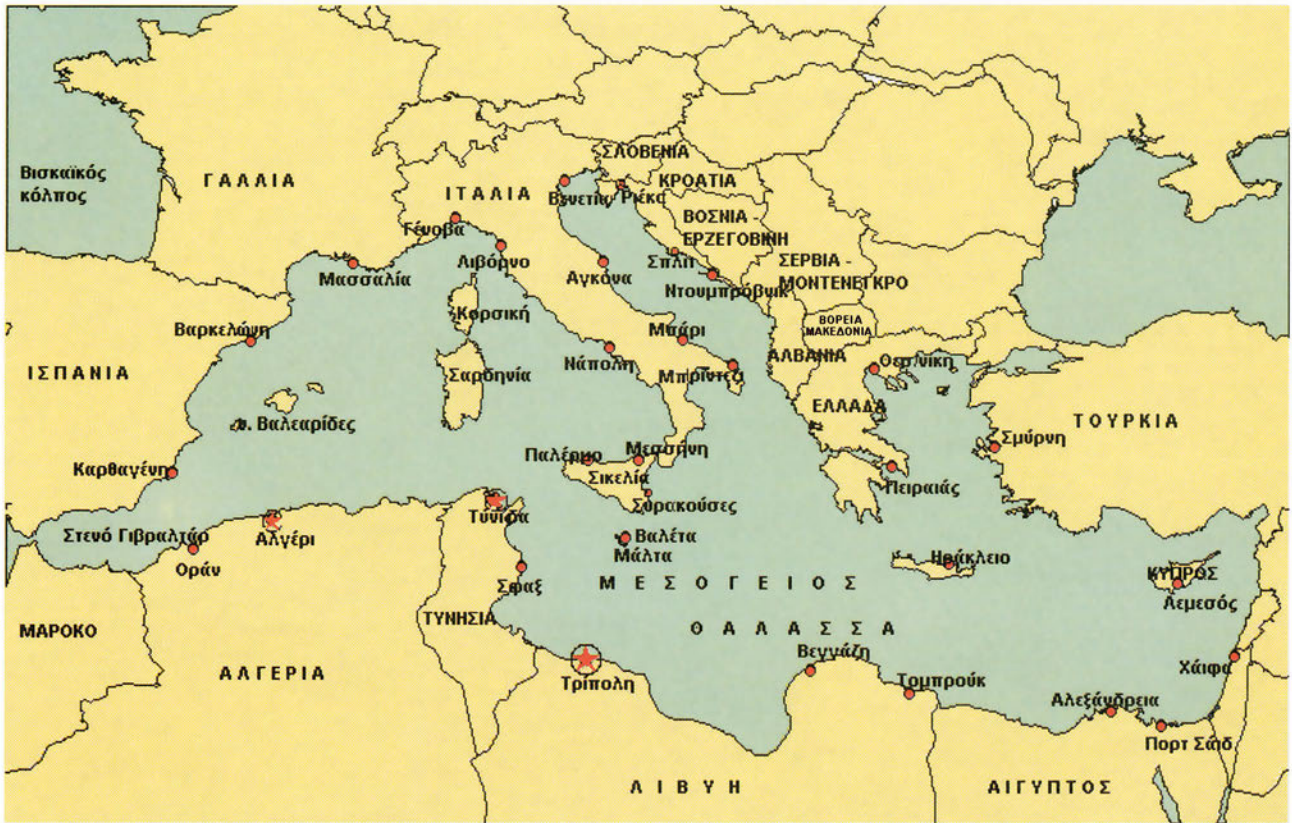 ΣΛΟΒΕΝΙΑ
Βισκαϊκός
κόλπος
ΓΑΛΛΙΑ
ΙΤΑΛΙΑ
ΚΡΟΑΤΙΑ
Βενετία
Ριέκα
ΒΟΣΝΙΑ -
ΕΡΖΕΓΟΒΙΝΗ
Γένοβα
Λιβόρνο
Αγκόνα
Σπλιτ
ΣΕΡΒΙΑ -
ΜΟΝΤΕΝΕΓΚΡΟ
Μασσαλία
Ντουμπρόβνικ
Κορσική
ΒΟΡΕΙΑ
ΜΑΚΕΔΟΝΙΑ
Βαρκελώνη
Μπάρι
ΑΛΒΑΝΙΑ
Θεσ/νίκη
ΙΣΠΑΝΙΑ
Σαρδηνία
Νάπολη
Μπρίντεζι
ΕΛΛΑΔΑ
ΤΟΥΡΚΙΑ
ν. Βαλεαρίδες
Σμύρνη
Καρθαγένη
Παλέρμο
Μεσσήνη
Σικελία
Πειραιάς
Συρακούσες
Τύνιδα
Στενό Γιβραλτάρ
Αλγέρι
Βαλέτα
Μάλτα
Οράν
Ηράκλειο
ΚΥΠΡΟΣ
Σφαξ
ΜΕΣΟΓΕΙΟΣ
Λεμεσός
ΤΥΝΗΣΙΑ
ΘΑΛΑΣΣΑ
ΜΑΡΟΚΟ
Βεγγάζη
Χάιφα
ΑΛΓΕΡΙΑ
Τρίπολη
Τομπρούκ
Αλεξάνδρεια
Πορτ Σάιδ
ΛΙΒΥΗ
ΑΙΓΥΠΤΟΣ